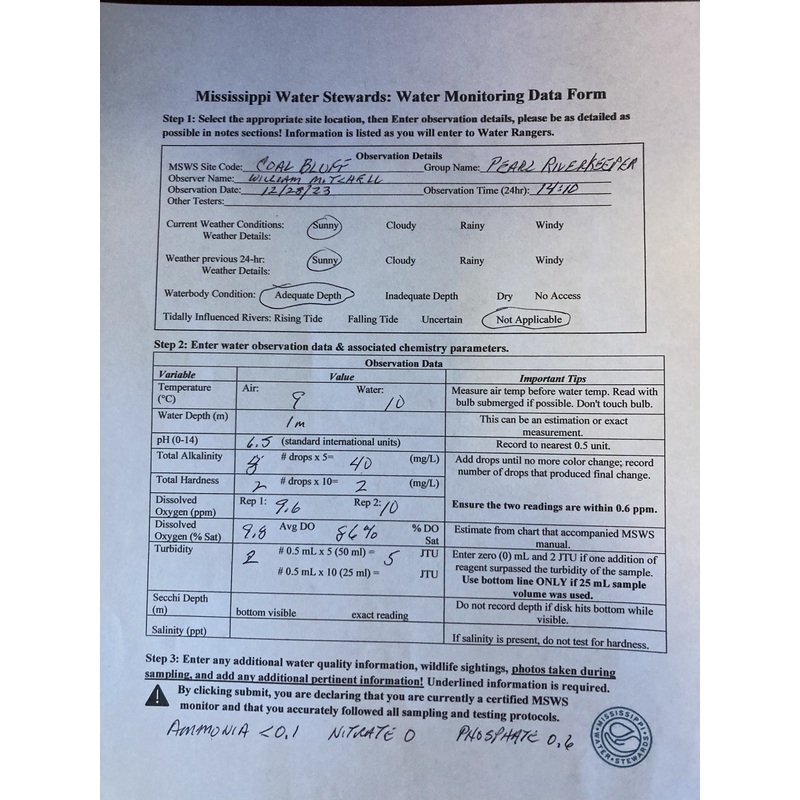 Mississippi Water Stewards: Water Monitoring Data Form
Step 1: Select the appropriate site location, then Enter observation details, please be as detailed as
possible in notes sections! Information is listed as you will enter to Water Rangers.
Observation Details
MSWS Site Code: COAL BLUFF Group Name: PEARL RIVERKEEPER
Observer Name: WILLIAM MITCHELL
Observation Date: 12/28/23 Observation Time (24hr): 14:10
Other Testers:
Current Weather Conditions: Sunny Cloudy Rainy Windy
Weather Details:
Weather previous 24-hr: Sunny Cloudy Rainy Windy
Weather Details:
Waterbody Condition: Adequate Depth Inadequate Depth Dry No Access
Tidally Influenced Rivers: Rising Tide Falling Tide Uncertain Not Applicable
Step 2: Enter water observation data & associated chemistry parameters.
Observation Data
Variable Value Important Tips
Temperature Air: 9 Water: 10 Measure air temp before water temp. Read with
(°C) bulb submerged if possible. Don't touch bulb.
Water Depth (m) 1m This can be an estimation or exact
measurement.
pH (0-14) 6.5 (standard international units) Record to nearest 0.5 unit.
Total Alkalinity 8 # drops x 5= 40 (mg/L) Add drops until no more color change; record
number of drops that produced final change.
Total Hardness 2 # drops x 10= 2 (mg/L)
Dissolved Rep 1: 9.6 Rep 2: 10 Ensure the two readings are within 0.6 ppm.
Oxygen (ppm)
Dissolved 9.8 Avg DO 86% % DO Estimate from chart that accompanied MSWS
Oxygen (% Sat) Sat manual.
Turbidity 2 # 0.5 mL x 5 (50 ml) = 5 JTU Enter zero (0) mL and 2 JTU if one addition of
reagent surpassed the turbidity of the sample.
# 0.5 mL x 10 (25 ml) = JTU Use bottom line ONLY if 25 mL sample
volume was used.
Secchi Depth Do not record depth if disk hits bottom while
(m) bottom visible exact reading visible.
Salinity (ppt) If salinity is present, do not test for hardness.
Step 3: Enter any additional water quality information, wildlife sightings, photos taken during
sampling, and add any additional pertinent information! Underlined information is required.
By clicking submit, you are declaring that you are currently a certified MSWS
monitor and that you accurately followed all sampling and testing protocols.
AMMONIA <0.1 NITRATE 0 PHOSPHATE 0.6
MISSISSIPPI
WATER STEWARDS